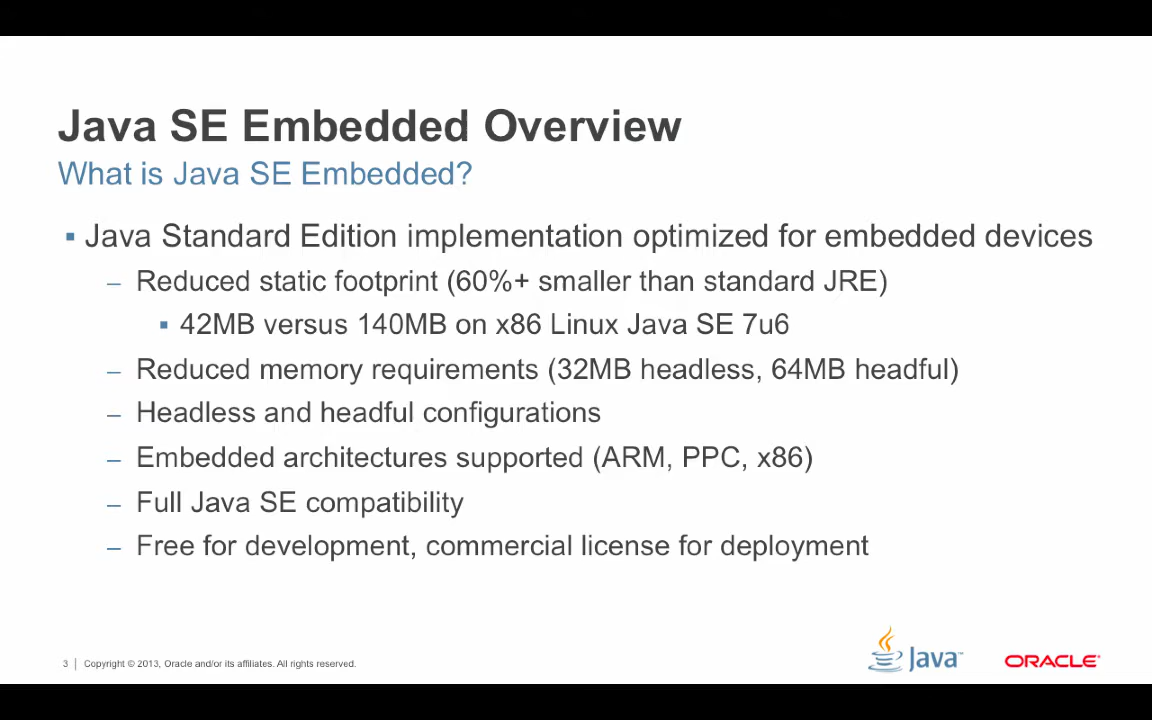 Java SE Embedded Overview
What is Java SE Embedded?
▪ Java Standard Edition implementation optimized for embedded devices
– Reduced static footprint (60%+ smaller than standard JRE)
▪ 42MB versus 140MB on x86 Linux Java SE 7u6
– Reduced memory requirements (32MB headless, 64MB headful)
– Headless and headful configurations
– Embedded architectures supported (ARM, PPC, x86)
– Full Java SE compatibility
– Free for development, commercial license for deployment
3 | Copyright © 2013, Oracle and/or its affiliates. All rights reserved.
Java™
ORACLE®